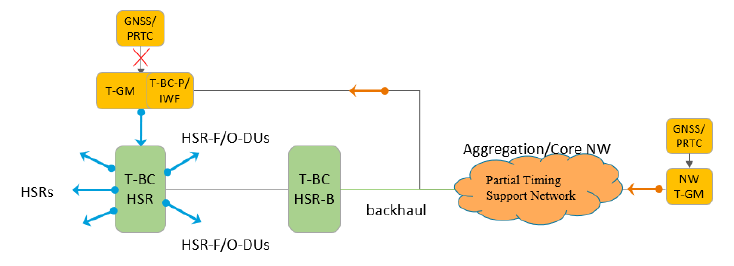 GNSS/
PRTC
T-GM
T-BC-P/
IWF
HSR-F/O-DUs
T-BC
HSR
HSRs
HSR-F/O-DUs
T-BC
HSR-B
backhaul
Aggregation/Core NW
Partial Timing
Support Network
GNSS/
PRTC
NW
T-GM